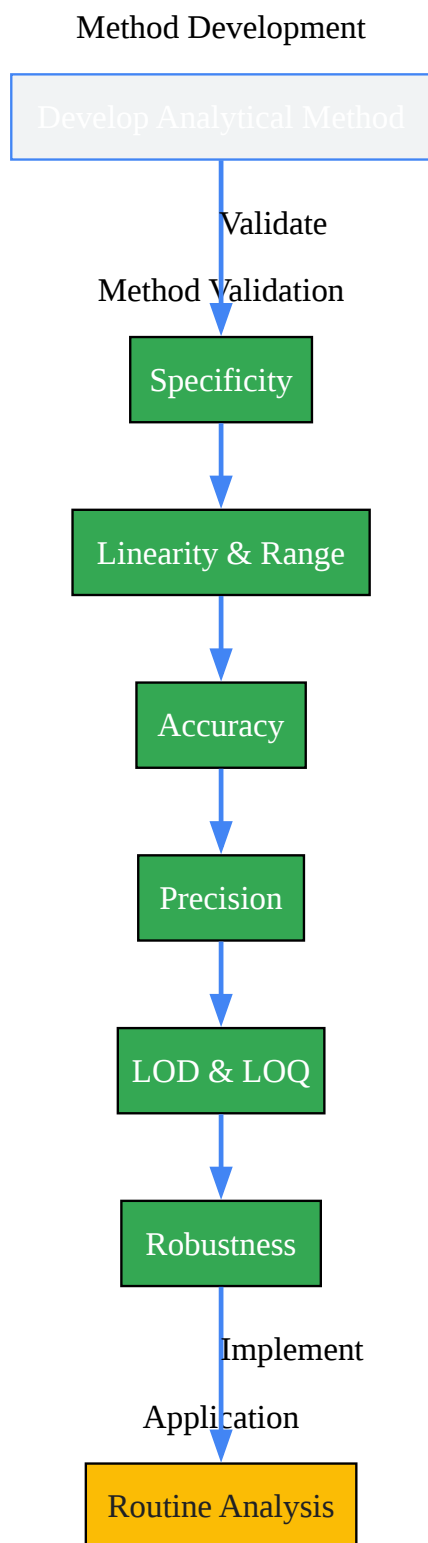 Method Development
Develop Analytical Method
Validate
Method Validation
Specificity
Linearity & Range
Accuracy
Precision
LOD & LOQ
Robustness
Implement
Application
Routine Analysis